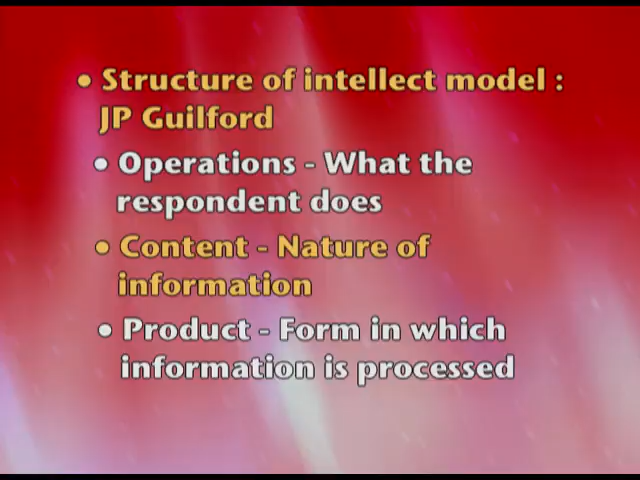 • Structure of intellect model :
JP Guilford
• Operations - What the
respondent does
• Content - Nature of
information
• Product - Form in which
information is processed